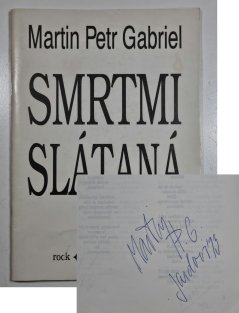 Martin Petr Gabriel
SMRTMI
SLÁTANÁ
rock
Martin P. G